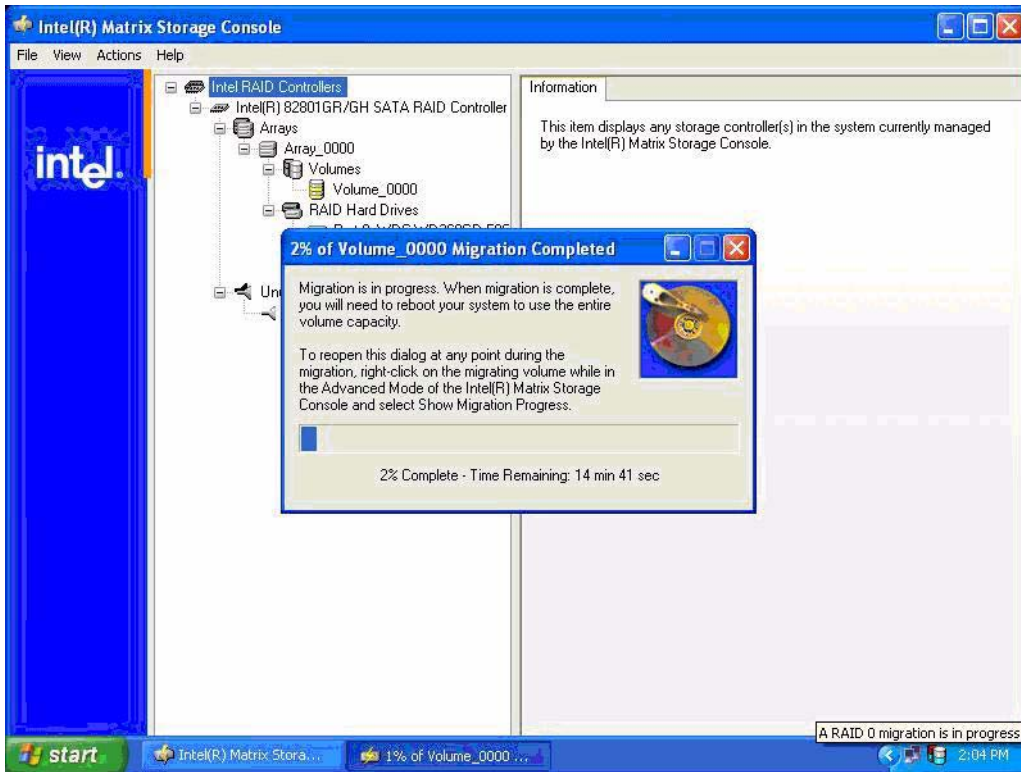 Intel(R) Matrix Storage Console
File View Actions Help
intel.
Intel RAID Controllers
Intel(R) 82801GR/GH SATA RAID Controller
Arrays
Array_0000
Volumes
Volume_0000
RAID Hard Drives
Information
This item displays any storage controller(s) in the system currently managed
by the Intel(R) Matrix Storage Console.
2% of Volume_0000 Migration Completed
Migration is in progress. When migration is complete,
you will need to reboot your system to use the entire
volume capacity.
To reopen this dialog at any point during the
migration, right-click on the migrating volume while in
the Advanced Mode of the Intel(R) Matrix Storage
Console and select Show Migration Progress.
2% Complete - Time Remaining: 14 min 41 sec
A RAID 0 migration is in progress
start
Intel(R) Matrix Stora...
1% of Volume_0000 ...
2:04 PM